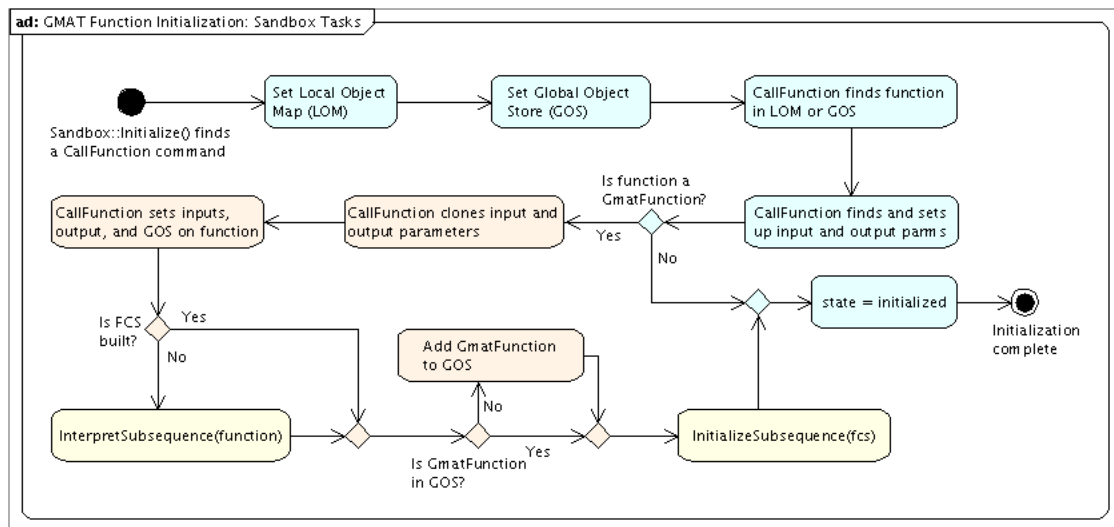 ad: GMAT Function Initialization: Sandbox Tasks
Sandbox::Initialize() finds
a CallFunction command
Set Local Object
Map (LOM)
Set Global Object
Store (GOS)
CallFunction finds function
in LOM or GOS
CallFunction finds and sets
up input and output parms
Is function a
GmatFunction?
Yes
No
CallFunction clones input and
output parameters
CallFunction sets inputs,
output, and GOS on function
Is FCS
built?
Yes
No
InterpretSubsequence(function)
Is GmatFunction
in GOS?
No
Yes
Add GmatFunction
to GOS
InitializeSubsequence(fcs)
state = initialized
Initialization
complete